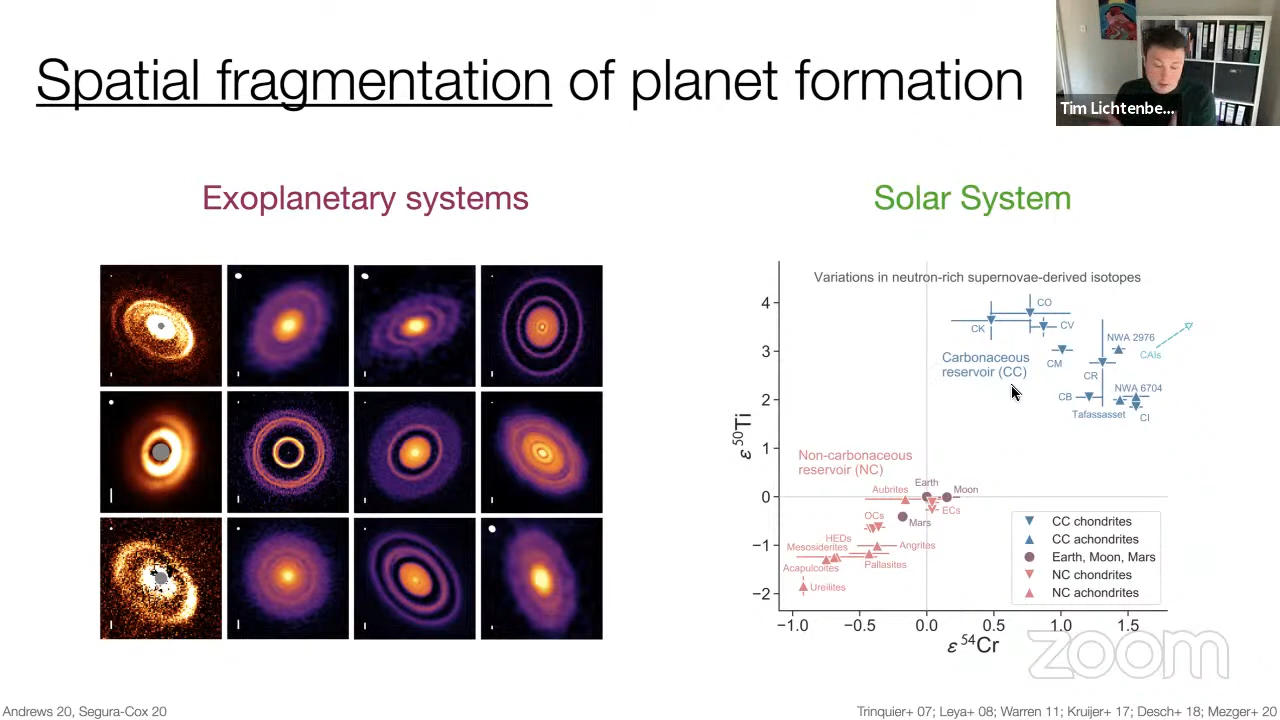 Spatial fragmentation of planet formation
Tim Lichtenbe...
Exoplanetary systems
Solar System
Variations in neutron-rich supernovae-derived isotopes
CO
CK
CV
NWA 2976
CAIs
Carbonaceous
reservoir (CC)
CM
CR
NWA 6704
CB
Tafassasset
CI
Non-carbonaceous
reservoir (NC)
Earth
Aubrites
Moon
ECs
OCs
Mars
HEDs
Mesosiderites
Angrites
Acapulcoites
Pallasites
Ureilites
CC chondrites
CC achondrites
Earth, Moon, Mars
NC chondrites
NC achondrites
4
3
2
1
0
−1
−2
ε 50Ti
−1.0 −0.5 0.0 0.5 1.0 1.5
ε 54Cr
zoom
Andrews 20, Segura-Cox 20
Trinquier+ 07; Leya+ 08; Warren 11; Kruijer+ 17; Desch+ 18; Mezger+ 20